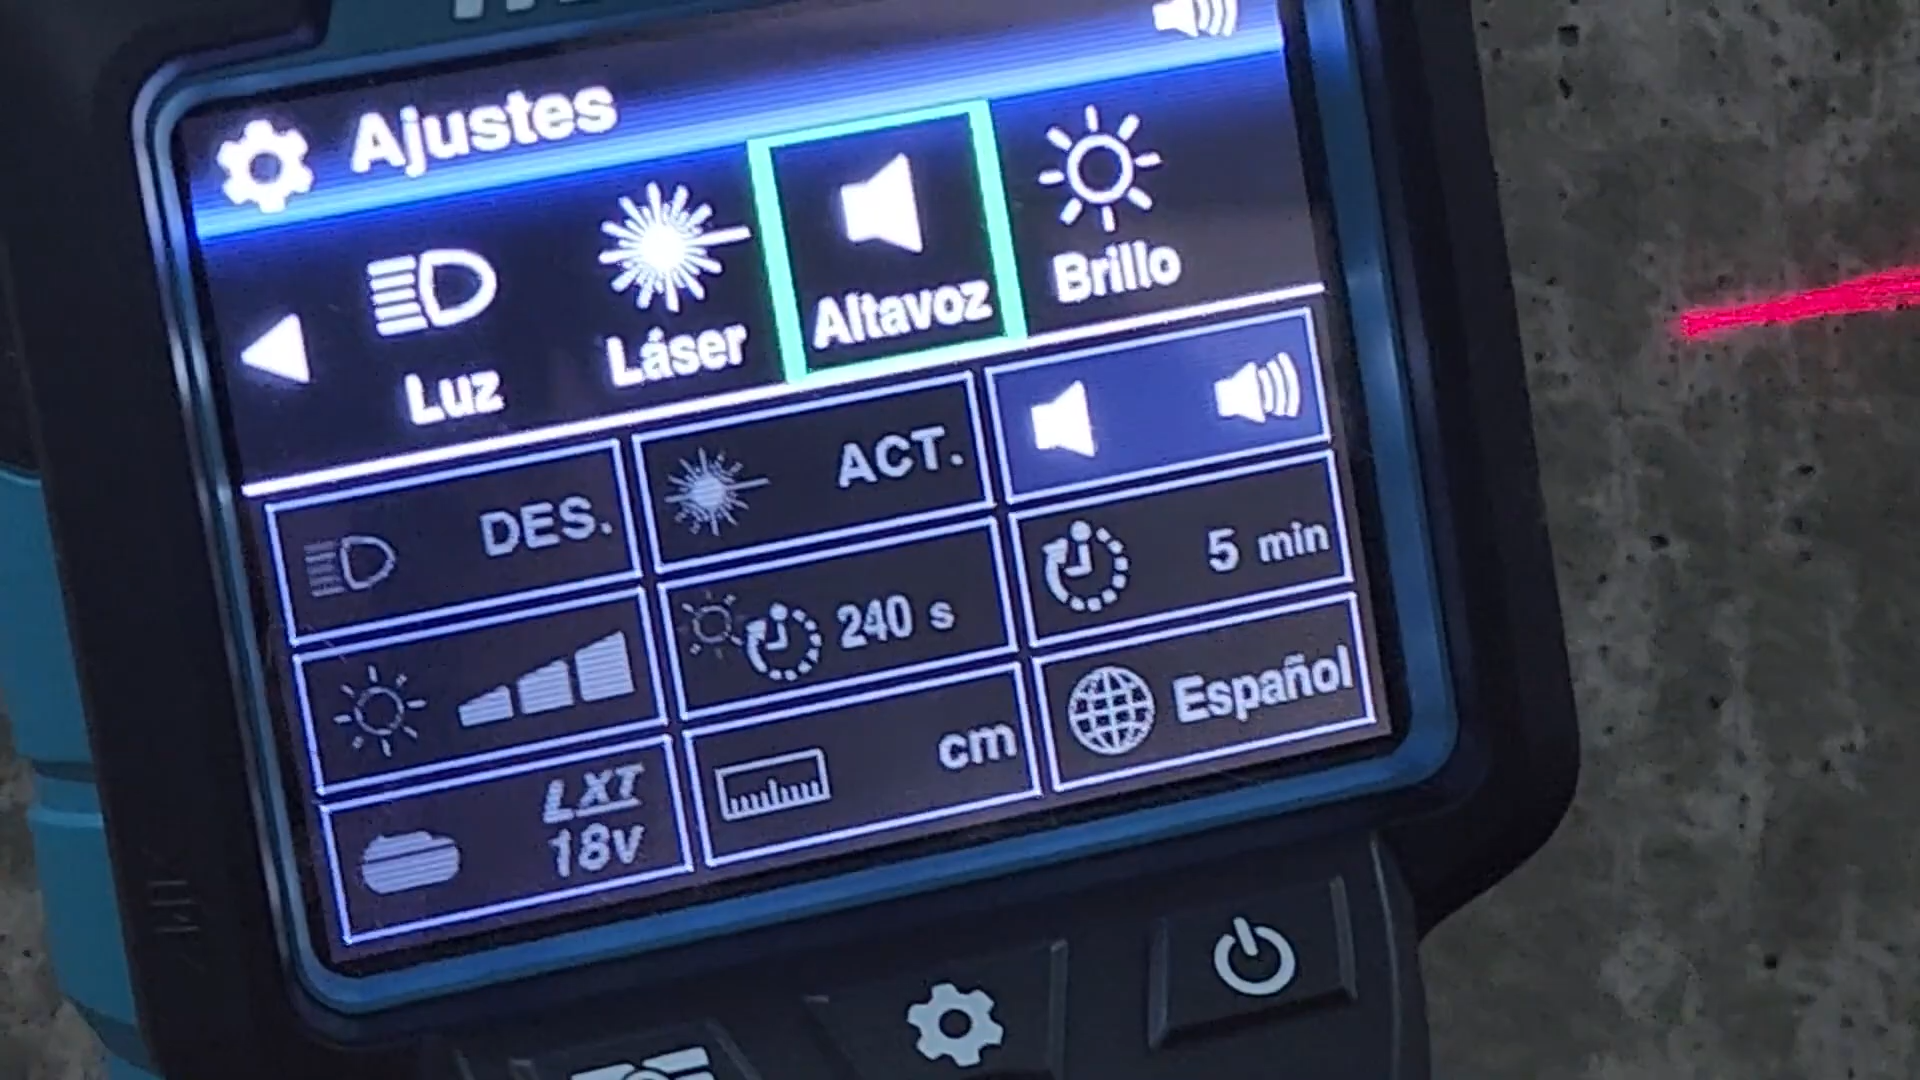 Ajustes
Luz Láser Altavoz Brillo
DES. ACT.
240 s 5 min
LXT
18V cm Español